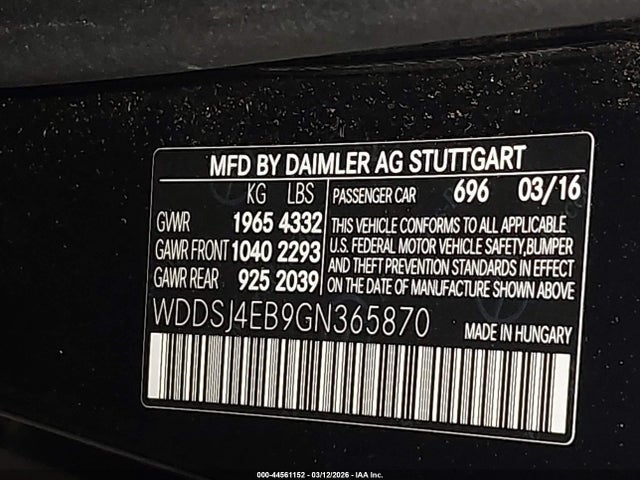 MFD BY DAIMLER AG STUTTGART
KG LBS
GVWR 1965 4332
GAWR FRONT 1040 2293
GAWR REAR 925 2039
PASSENGER CAR 696 03/16
THIS VEHICLE CONFORMS TO ALL APPLICABLE
U.S. FEDERAL MOTOR VEHICLE SAFETY,BUMPER
AND THEFT PREVENTION STANDARDS IN EFFECT
ON THE DATE OF MANUFACTURE SHOWN ABOVE
WDDSJ4EB9GN365870
MADE IN HUNGARY
000-44561152 - 03/12/2026 - IAA Inc.